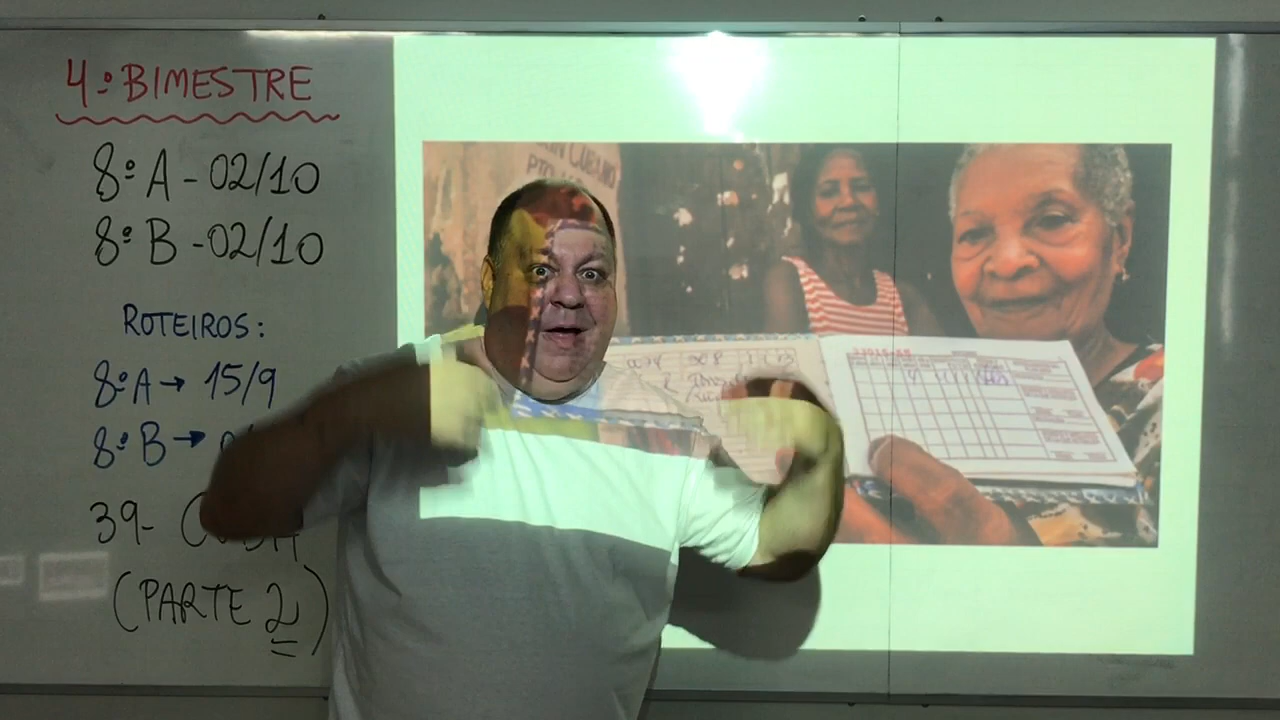 4º BIMESTRE
8º A - 02/10
8º B - 02/10
ROTEIROS:
8º A → 15/9
8º B →
39-
(PARTE 2)